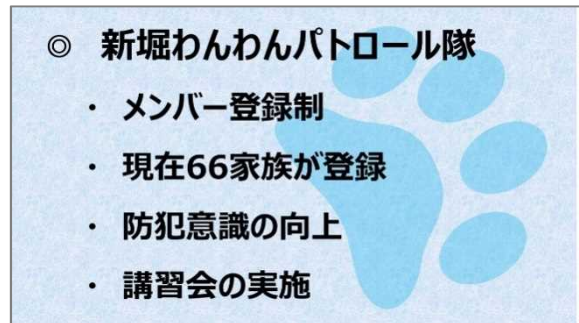 ◎ 新堀わんわんパトロール隊
・ メンバー登録制
・ 現在66家族が登録
・ 防犯意識の向上
・ 講習会の実施